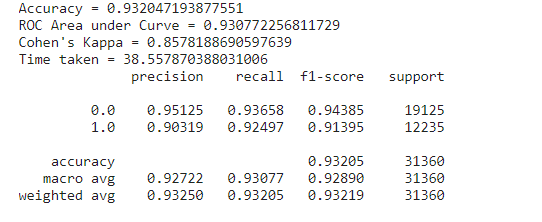 Accuracy = 0.932047193877551
ROC Area under Curve = 0.930772256811729
Cohen's Kappa = 0.8578188690597639
Time taken = 38.557870388031006
precision recall f1-score support
0.0 0.95125 0.93658 0.94385 19125
1.0 0.90319 0.92497 0.91395 12235
accuracy 0.93205 31360
macro avg 0.92722 0.93077 0.92890 31360
weighted avg 0.93250 0.93205 0.93219 31360